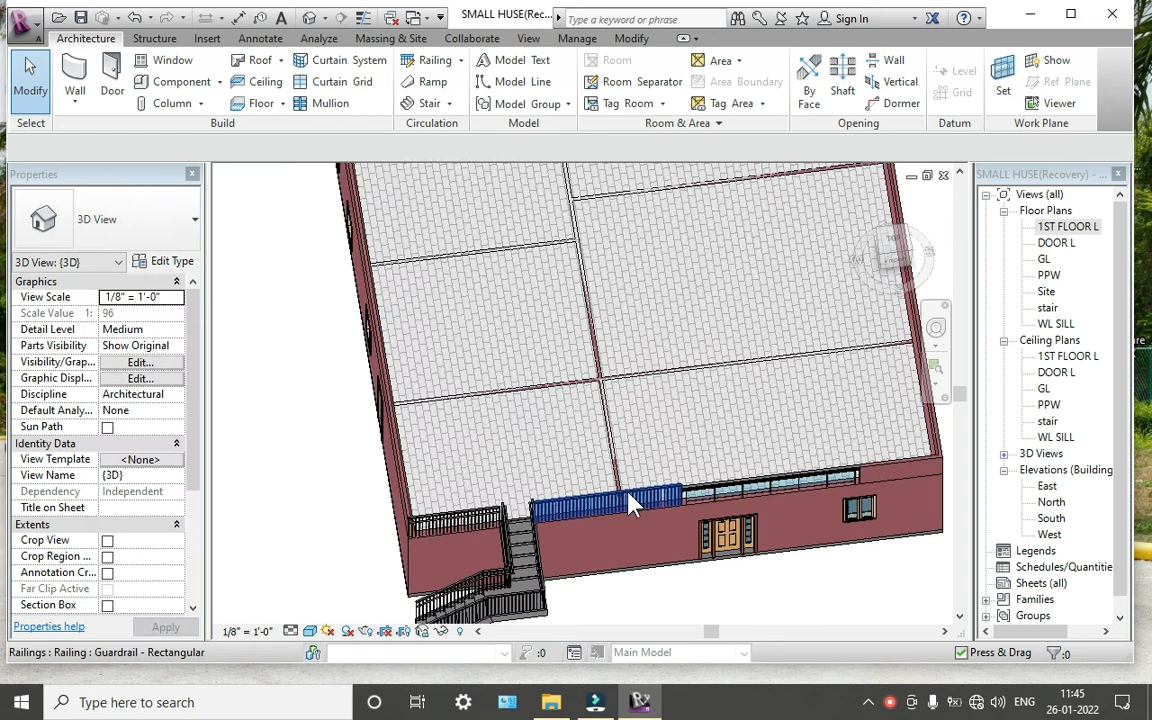 SMALL HUSE(Rec...
Type a keyword or phrase
Sign In
Architecture Structure Insert Annotate Analyze Massing & Site Collaborate View Manage Modify
Modify Wall Door
Window
Component
Column
Roof
Ceiling
Floor
Curtain System
Curtain Grid
Mullion
Railing
Ramp
Stair
Model Text
Model Line
Model Group
Room
Room Separator
Tag Room
Area
Area Boundary
Tag Area
By Face
Shaft
Wall
Vertical
Dormer
Level
Grid
Set
Show
Ref Plane
Viewer
Select Build Circulation Model Room & Area Opening Datum Work Plane
Properties
3D View
3D View: {3D} Edit Type
Graphics
View Scale 1/8" = 1'-0"
Scale Value 1: 96
Detail Level Medium
Parts Visibility Show Original
Visibility/Grap... Edit...
Graphic Displ... Edit...
Discipline Architectural
Default Analy... None
Sun Path
Identity Data
View Template <None>
View Name {3D}
Dependency Independent
Title on Sheet
Extents
Crop View
Crop Region ...
Annotation Cr...
Far Clip Active
Section Box
Properties help Apply
TOP
SMALL HUSE(Recovery) - ...
Views (all)
Floor Plans
1ST FLOOR L
DOOR L
GL
PPW
Site
stair
WL SILL
Ceiling Plans
1ST FLOOR L
DOOR L
GL
PPW
stair
WL SILL
3D Views
Elevations (Building
East
North
South
West
Legends
Schedules/Quantitie
Sheets (all)
Families
Groups
1/8" = 1'-0"
Railings : Railing : Guardrail - Rectangular
:0
Main Model
Press & Drag
:0
Type here to search
ENG
11:45
26-01-2022